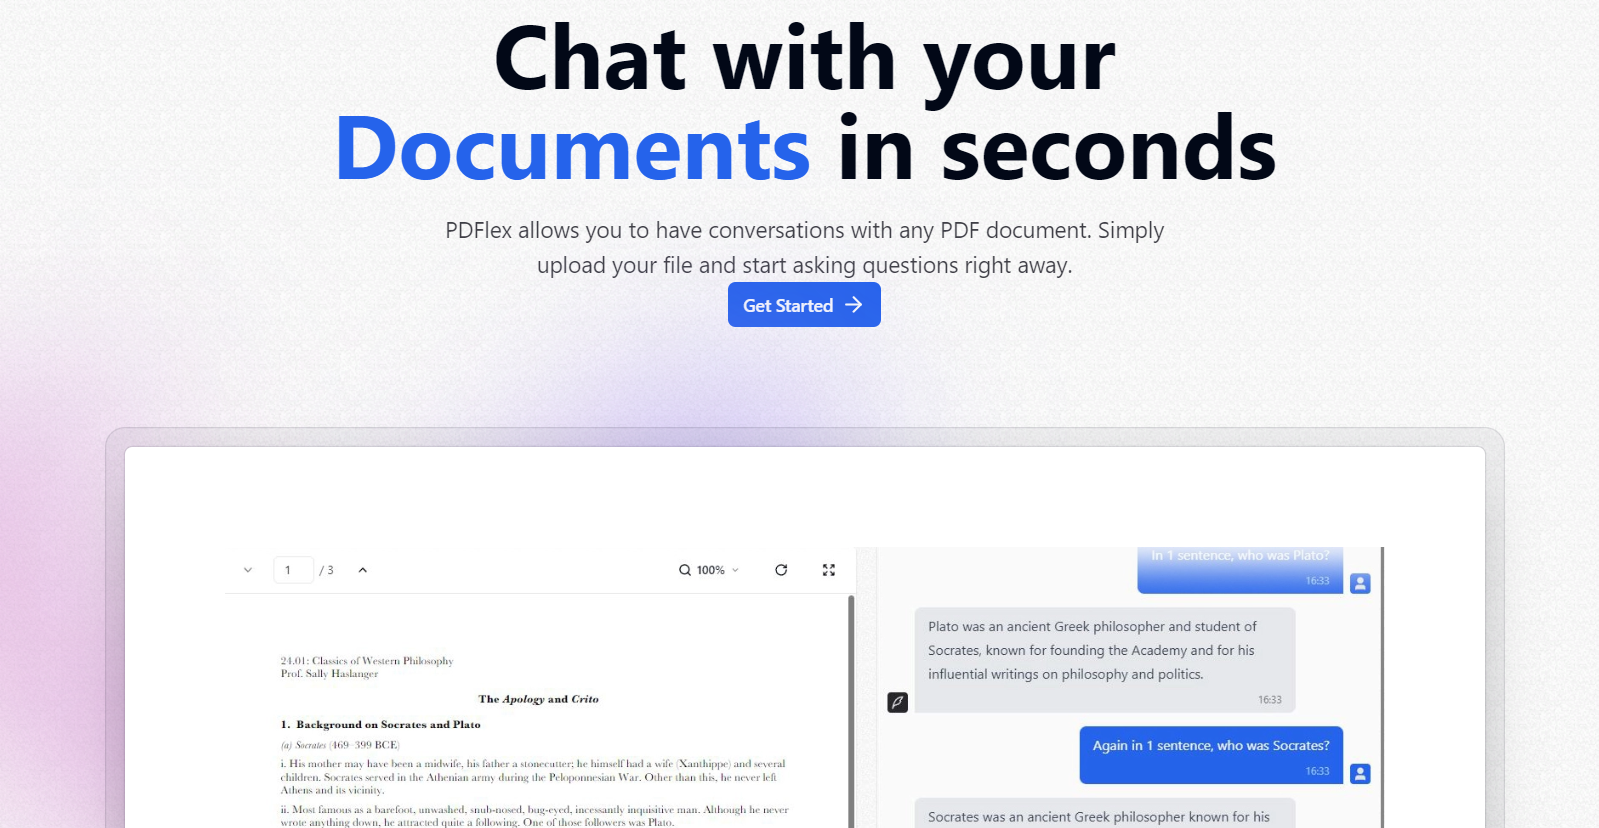 Chat with your
Documents in seconds
PDFlex allows you to have conversations with any PDF document. Simply
upload your file and start asking questions right away.
Get Started
1 / 3 100%
24.01: Classics of Western Philosophy
Prof. Sally Haslanger
The Apology and Crito
1. Background on Socrates and Plato
(a) Socrates (469–399 BCE)
i. His mother may have been a midwife, his father a stonecutter; he himself had a wife (Xanthippe) and several
children. Socrates served in the Athenian army during the Peloponnesian War. Other than this, he never left
Athens and its vicinity.
ii. Most famous as a barefoot, unwashed, snub-nosed, bug-eyed, incessantly inquisitive man. Although he never
wrote anything down, he attracted quite a following. One of those followers was Plato.
In 1 sentence, who was Plato?
16:33
Plato was an ancient Greek philosopher and student of
Socrates, known for founding the Academy and for his
influential writings on philosophy and politics.
16:33
Again in 1 sentence, who was Socrates?
16:33
Socrates was an ancient Greek philosopher known for his